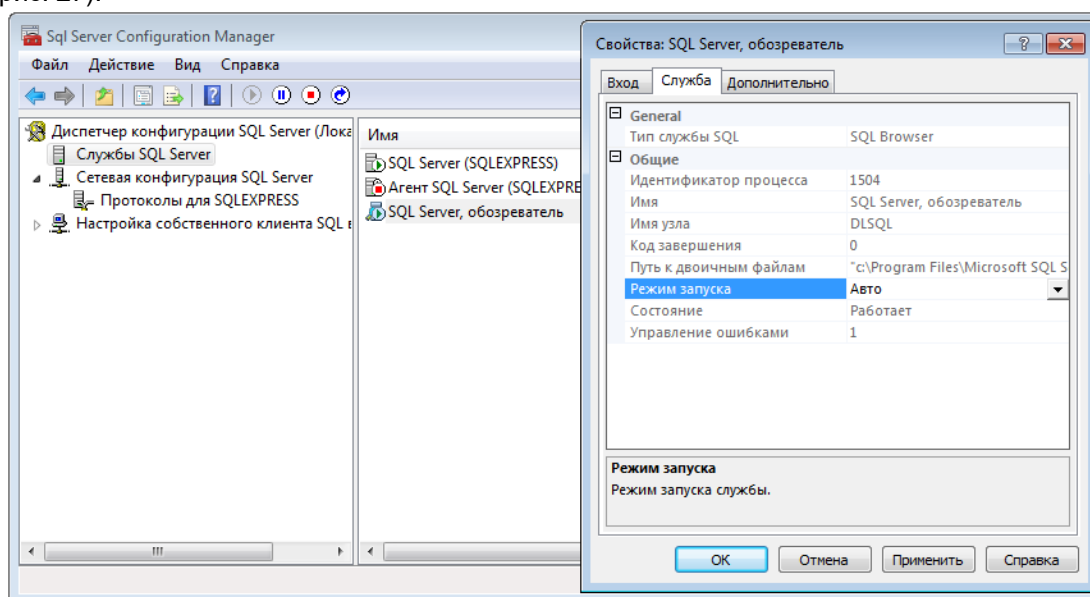 Sql Server Configuration Manager
Файл Действие Вид Справка
Диспетчер конфигурации SQL Server (Лока
Службы SQL Server
Сетевая конфигурация SQL Server
Протоколы для SQLEXPRESS
Настройка собственного клиента SQL в
Имя
SQL Server (SQLEXPRESS)
Агент SQL Server (SQLEXPRE
SQL Server, обозреватель
Свойства: SQL Server, обозреватель
Вход Служба Дополнительно
General
Тип службы SQL SQL Browser
Общие
Идентификатор процесса 1504
Имя SQL Server, обозреватель
Имя узла DLSQL
Код завершения 0
Путь к двоичным файлам "c:\Program Files\Microsoft SQL S
Режим запуска Авто
Состояние Работает
Управление ошибками 1
Режим запуска
Режим запуска службы.
ОК Отмена Применить Справка